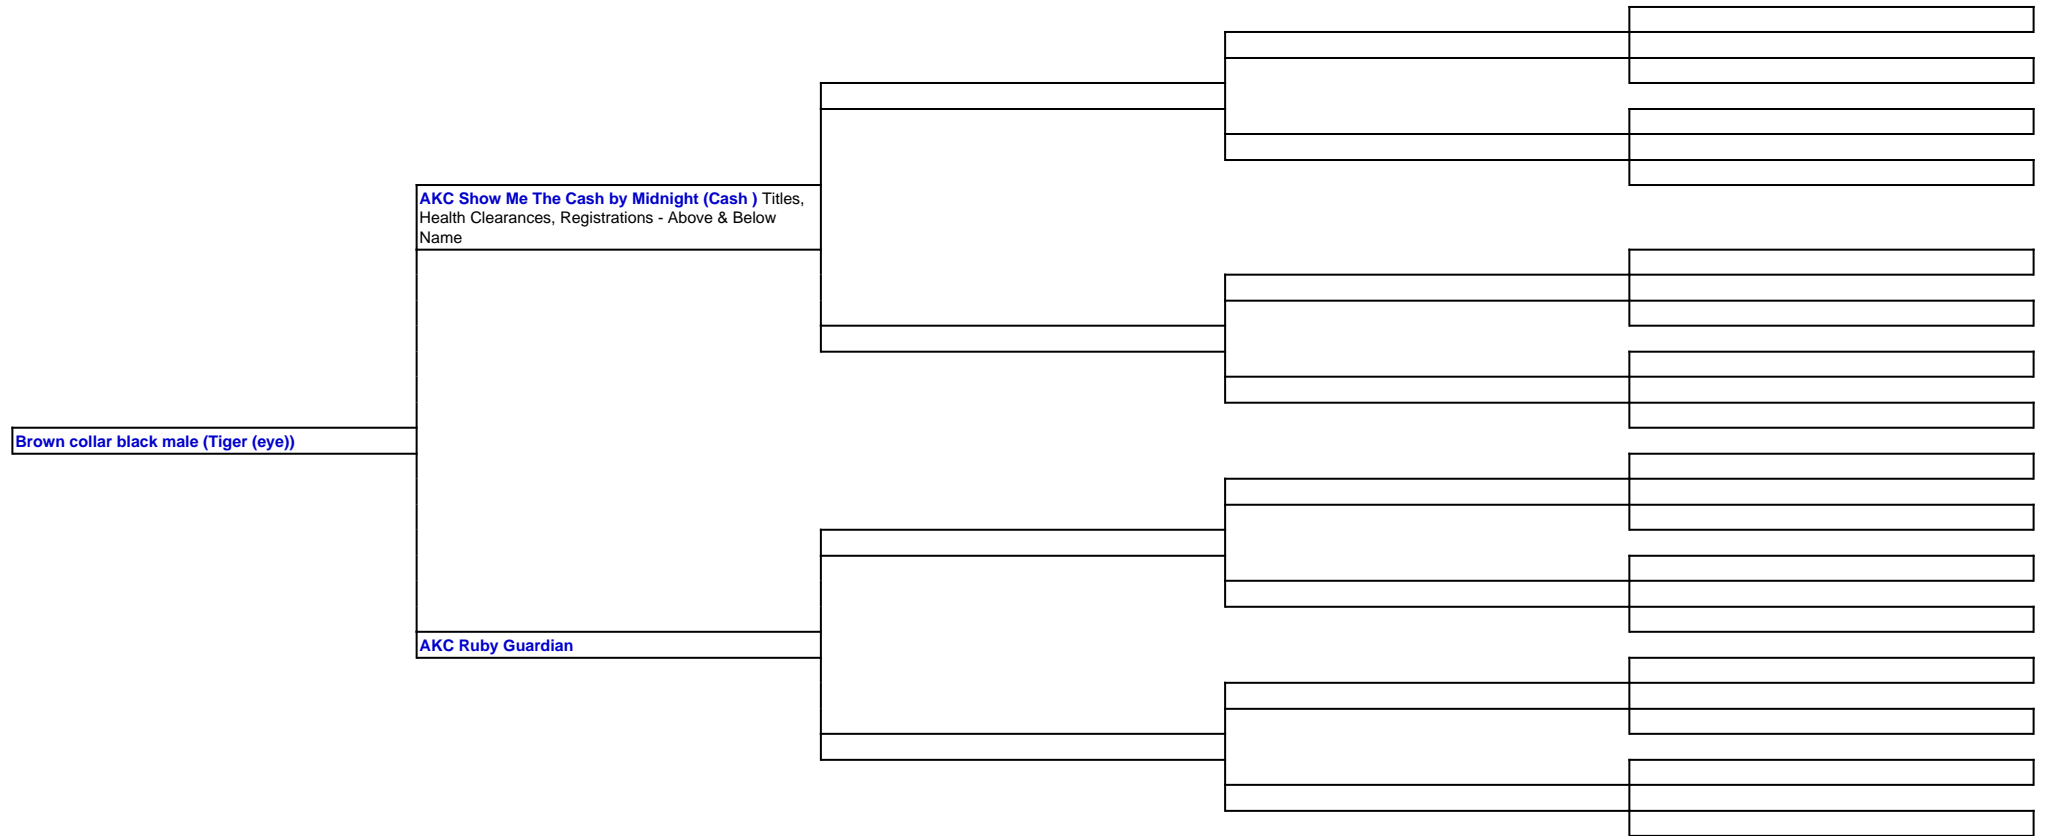 AKC Show Me The Cash by Midnight (Cash ) Titles,
Health Clearances, Registrations - Above & Below
Name
Brown collar black male (Tiger (eye))
AKC Ruby Guardian